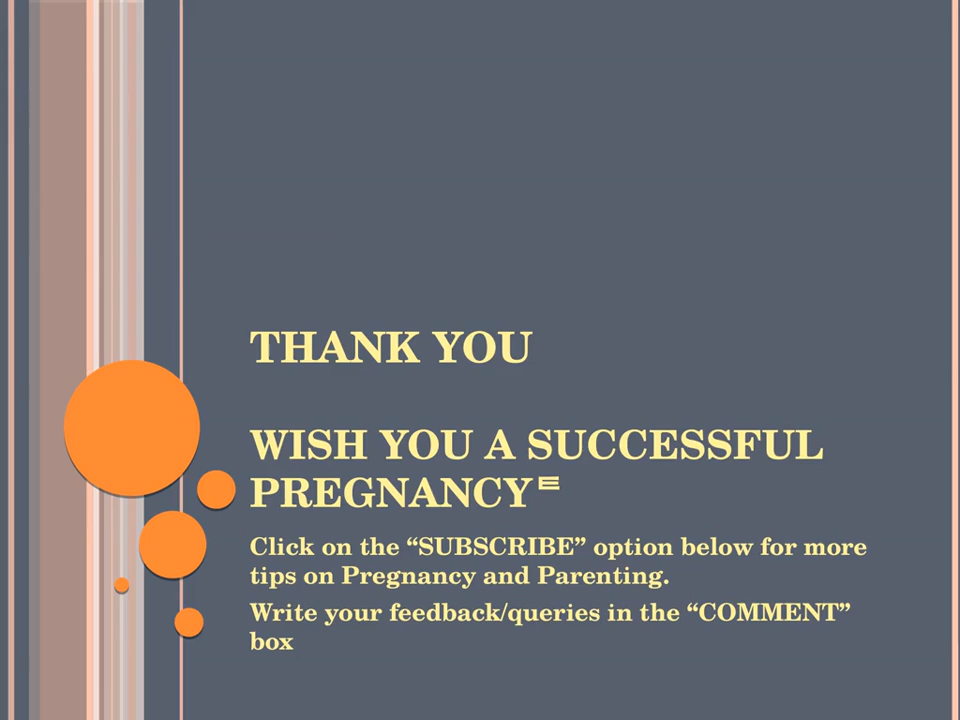 THANK YOU
WISH YOU A SUCCESSFUL
PREGNANCY
Click on the “SUBSCRIBE” option below for more
tips on Pregnancy and Parenting.
Write your feedback/queries in the “COMMENT”
box